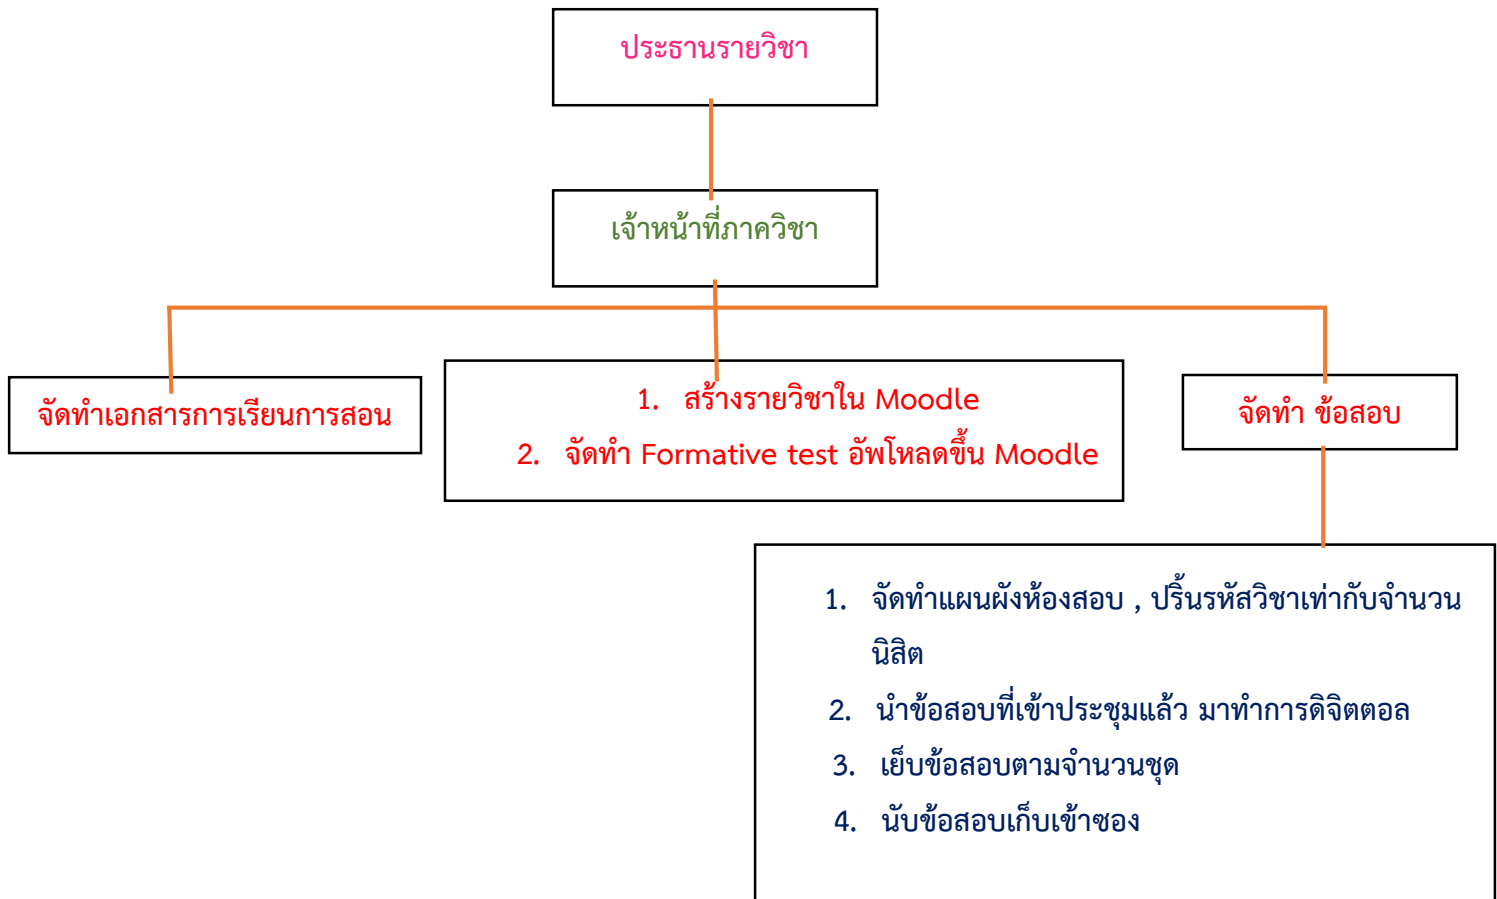 ประธานรายวิชา
เจ้าหน้าที่ภาควิชา
จัดทำเอกสารการเรียนการสอน
1. สร้างรายวิชาใน Moodle
2. จัดทำ Formative test อัพโหลดขึ้น Moodle
จัดทำ ข้อสอบ
1. จัดทำแผนผังห้องสอบ , ปริ้นรหัสวิชาเท่ากับจำนวน
นิสิต
2. นำข้อสอบที่เข้าประชุมแล้ว มาทำการดิจิตตอล
3. เย็บข้อสอบตามจำนวนชุด
4. นับข้อสอบเก็บเข้าซอง